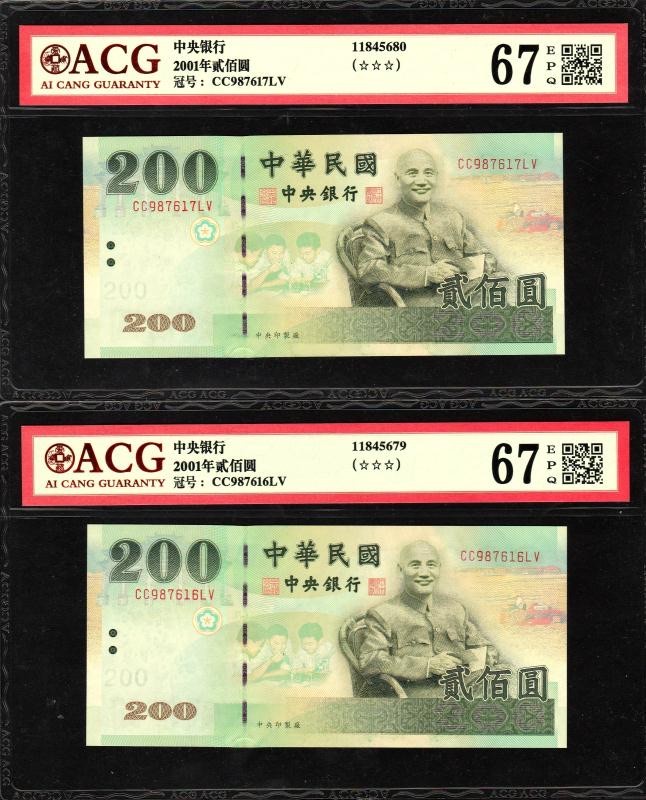 ACG
AI CANG GUARANTY
中央银行
2001年贰佰圆
冠号：CC987617LV
11845680
(☆☆☆)
67
EPQ
200
中華民國
CC987617LV
CC987617LV
中央銀行
200
貳佰圓
200
中央印製廠
ACG
AI CANG GUARANTY
中央银行
2001年贰佰圆
冠号：CC987616LV
11845679
(☆☆☆)
67
EPQ
200
中華民國
CC987616LV
CC987616LV
中央銀行
200
貳佰圓
200
中央印製廠